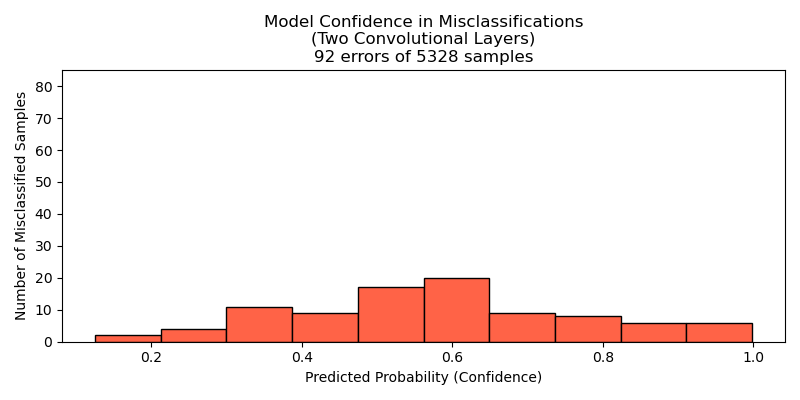 Model Confidence in Misclassifications
(Two Convolutional Layers)
92 errors of 5328 samples
Number of Misclassified Samples
80
70
60
50
40
30
20
10
0
0.2 0.4 0.6 0.8 1.0
Predicted Probability (Confidence)